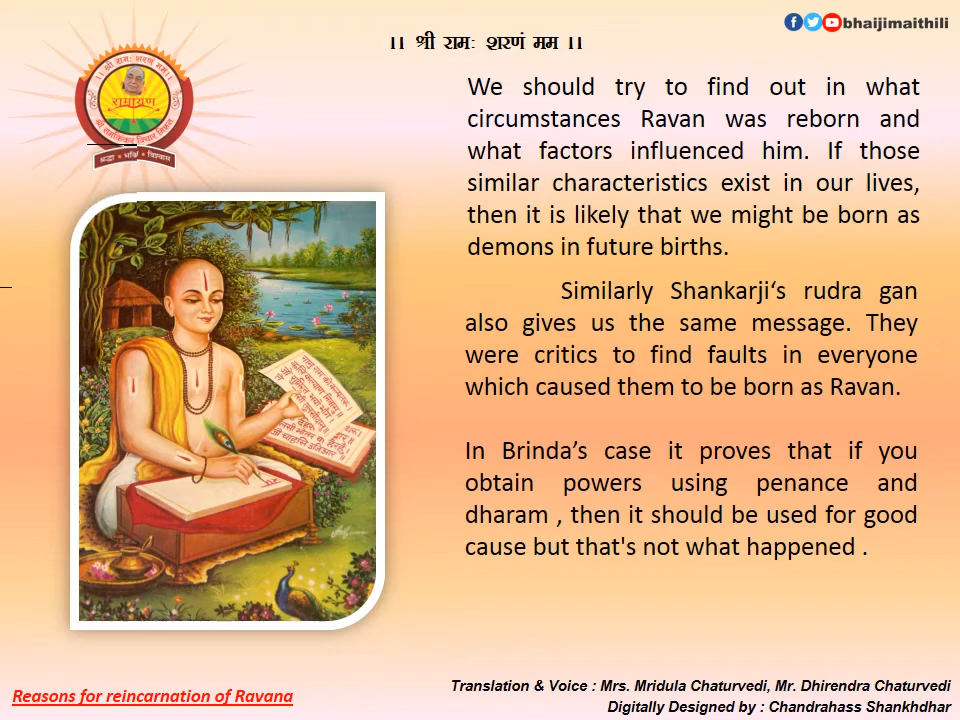 bhaijimaithili
।। श्री रामः शरणं मम ।।
।। श्री रामः शरणं मम ।।
रामायण
श्रद्धा • भक्ति • विश्वास
We should try to find out in what
circumstances Ravan was reborn and
what factors influenced him. If those
similar characteristics exist in our lives,
then it is likely that we might be born as
demons in future births.
Similarly Shankarji‘s rudra gan
also gives us the same message. They
were critics to find faults in everyone
which caused them to be born as Ravan.
In Brinda’s case it proves that if you
obtain powers using penance and
dharam , then it should be used for good
cause but that's not what happened .
Reasons for reincarnation of Ravana
Translation & Voice : Mrs. Mridula Chaturvedi, Mr. Dhirendra Chaturvedi
Digitally Designed by : Chandrahass Shankhdhar